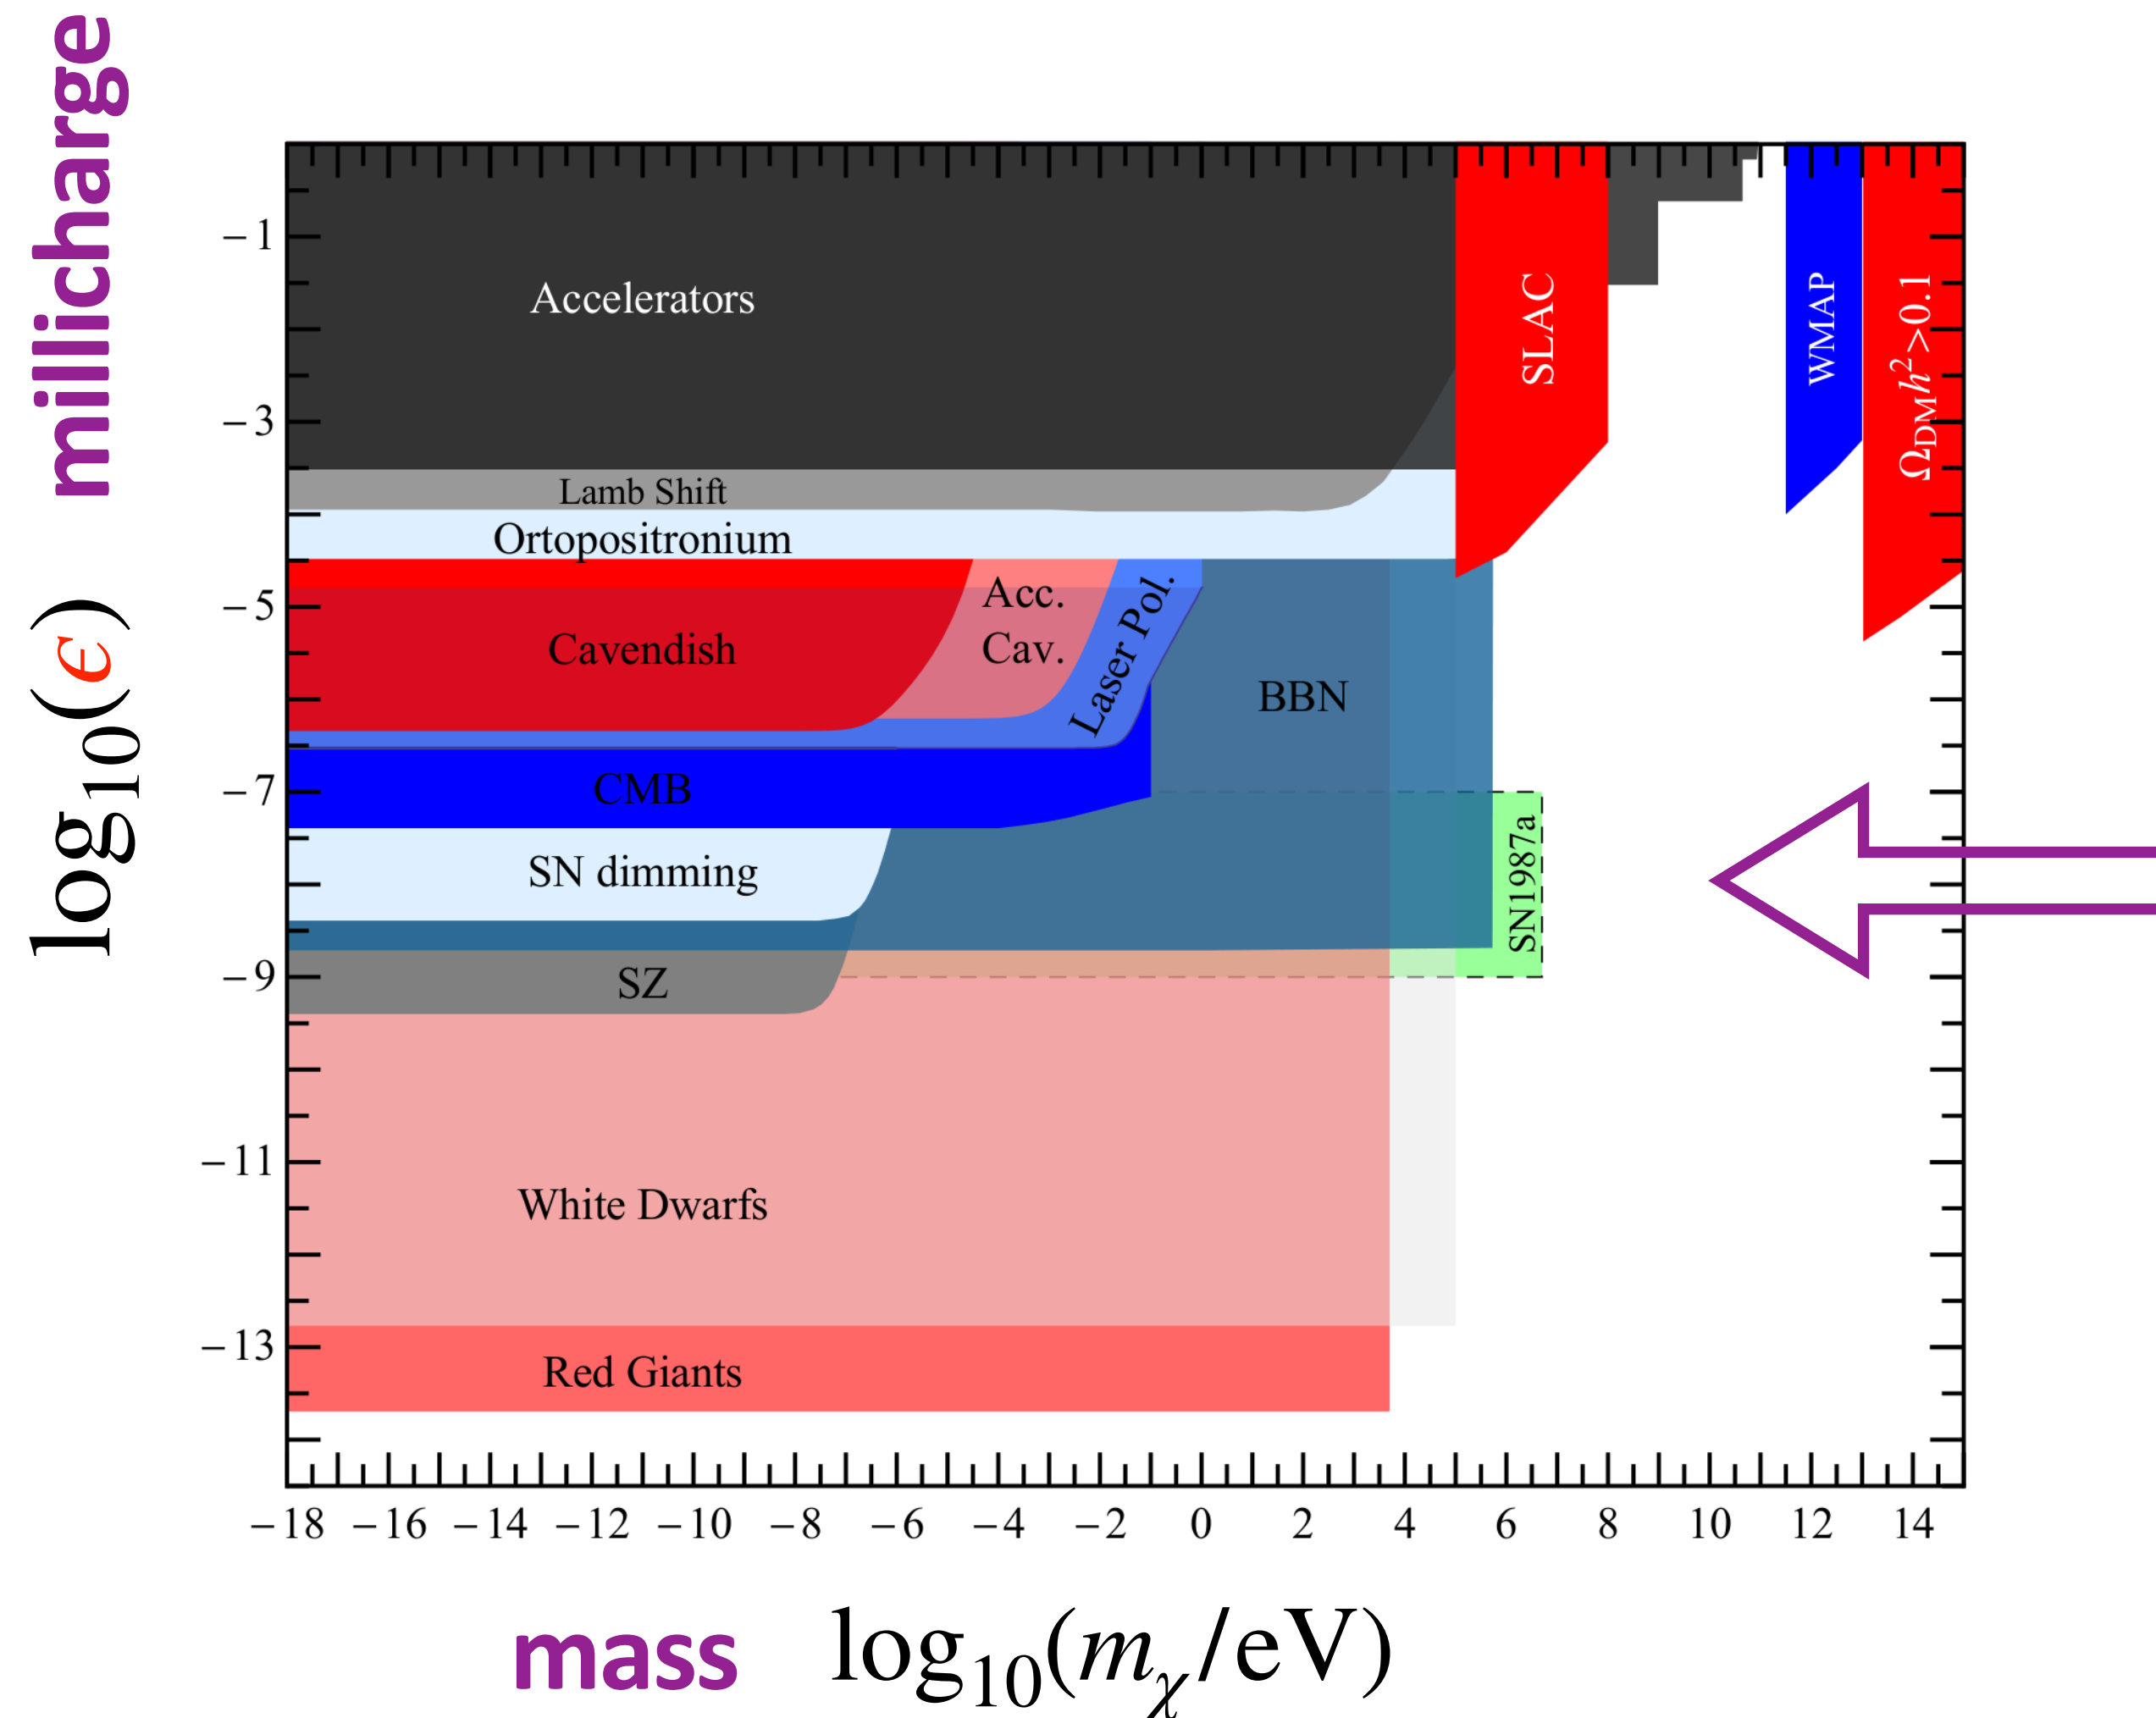 millicharge
log10(ϵ)
−1
−3
−5
−7
−9
−11
−13
Accelerators
Lamb Shift
Ortopositronium
Cavendish
Acc.
Cav.
Laser Pol.
BBN
CMB
SN dimming
SZ
White Dwarfs
Red Giants
SLAC
WMAP
ΩDMh²>0.1
SN1987a
−18 −16 −14 −12 −10 −8 −6 −4 −2 0 2 4 6 8 10 12 14
mass log10(mχ/eV)